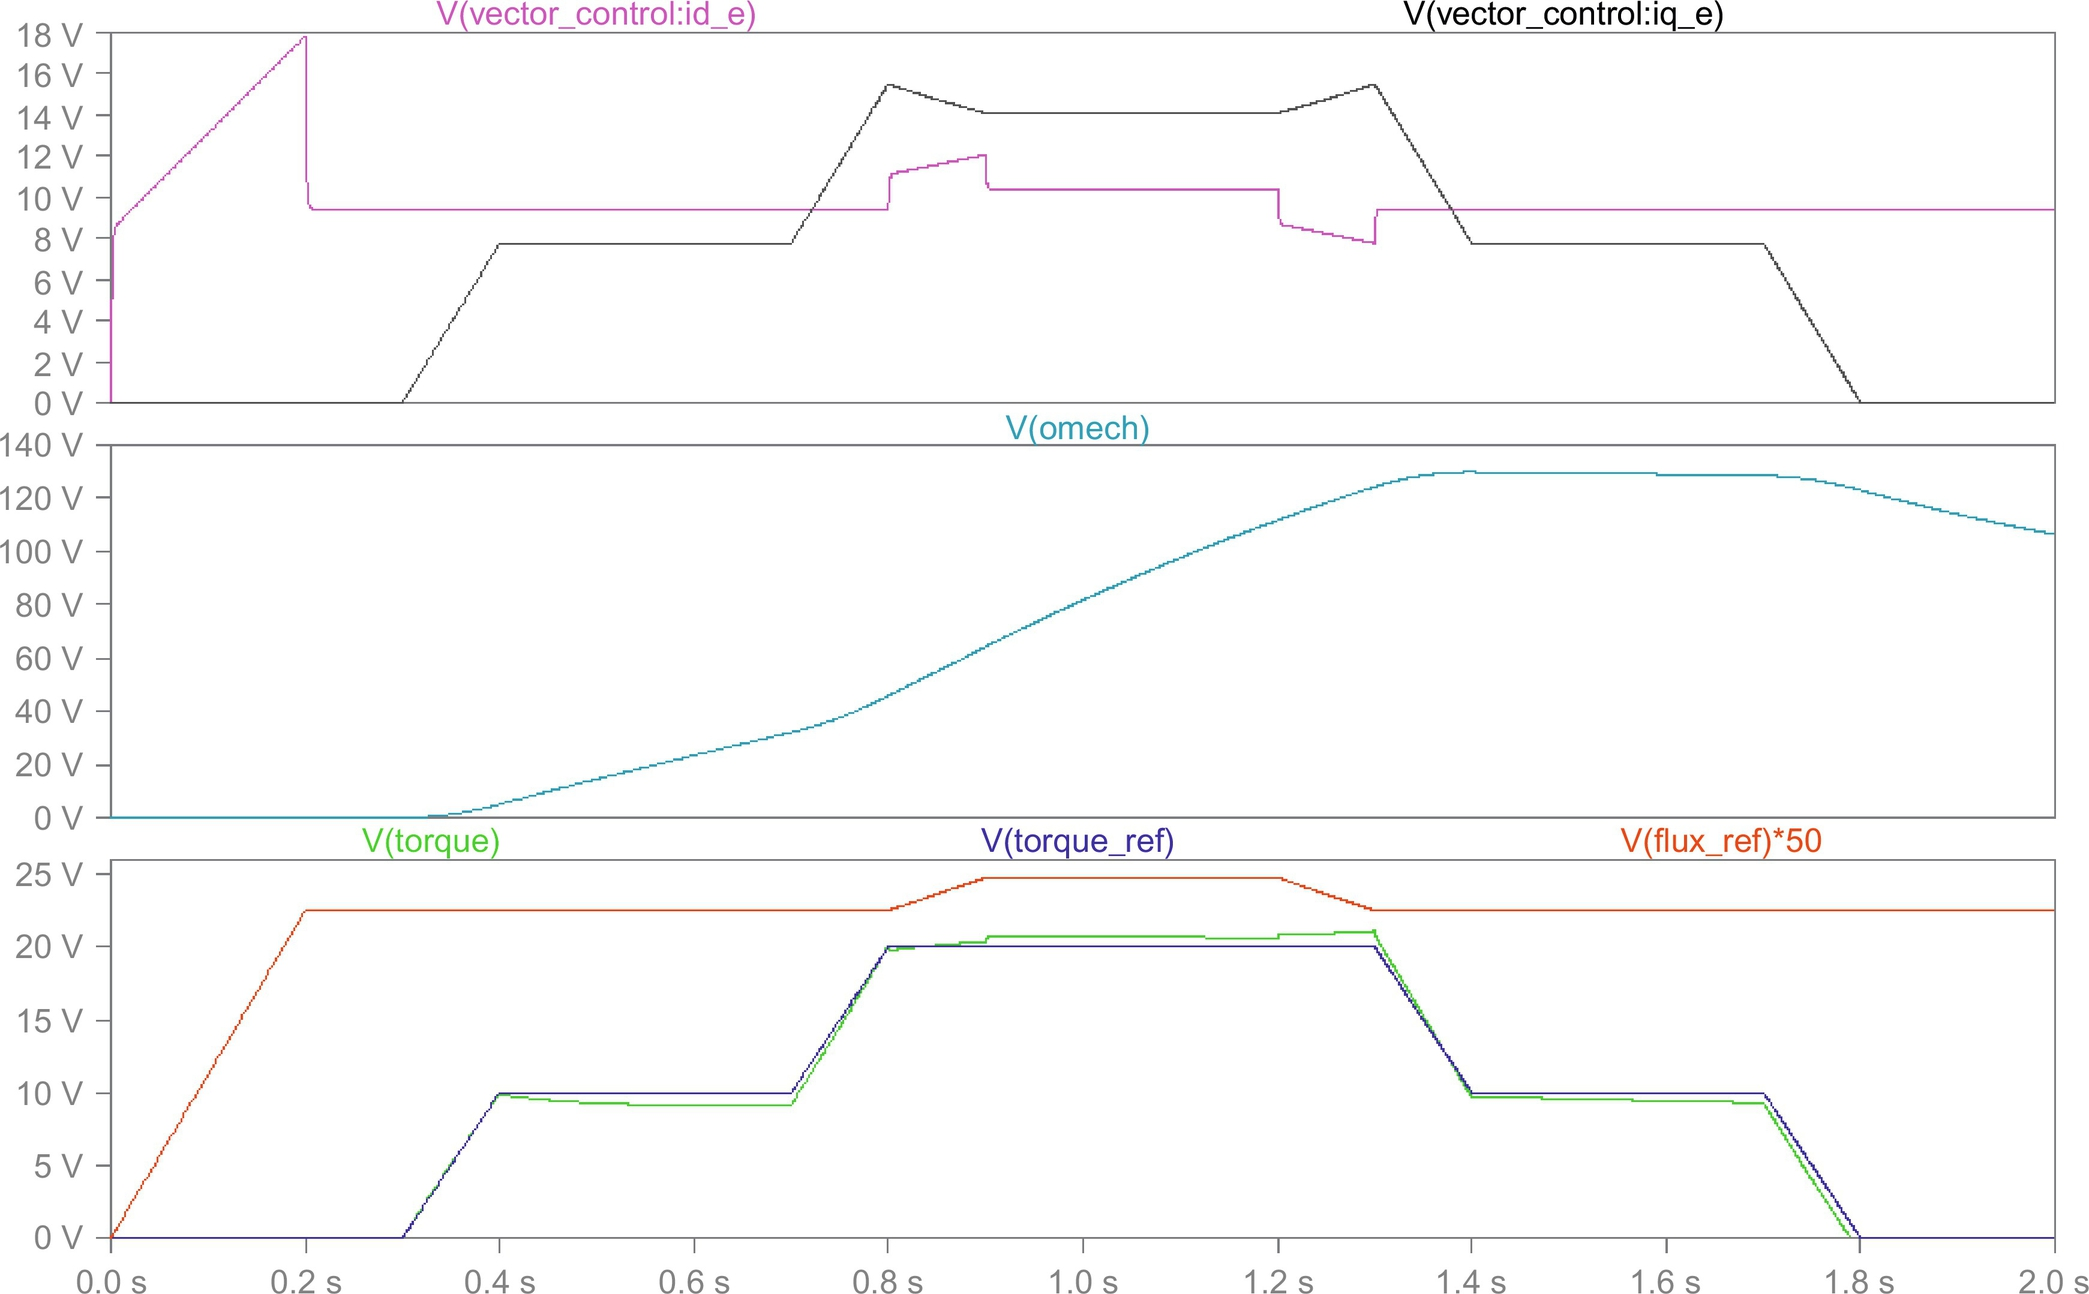 V(vector_control:id_e) V(vector_control:iq_e)
18 V
16 V
14 V
12 V
10 V
8 V
6 V
4 V
2 V
0 V
V(omech)
140 V
120 V
100 V
80 V
60 V
40 V
20 V
0 V
V(torque) V(torque_ref) V(flux_ref)*50
25 V
20 V
15 V
10 V
5 V
0 V
0.0 s 0.2 s 0.4 s 0.6 s 0.8 s 1.0 s 1.2 s 1.4 s 1.6 s 1.8 s 2.0 s